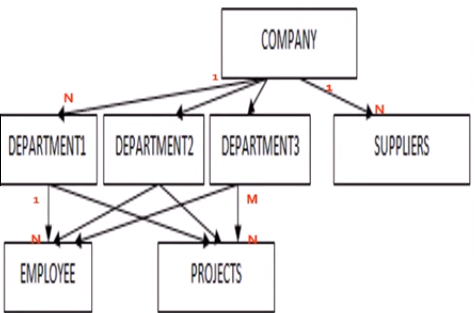 COMPANY
1
1
N
N
DEPARTMENT1
DEPARTMENT2
DEPARTMENT3
SUPPLIERS
1
M
N
N
EMPLOYEE
PROJECTS